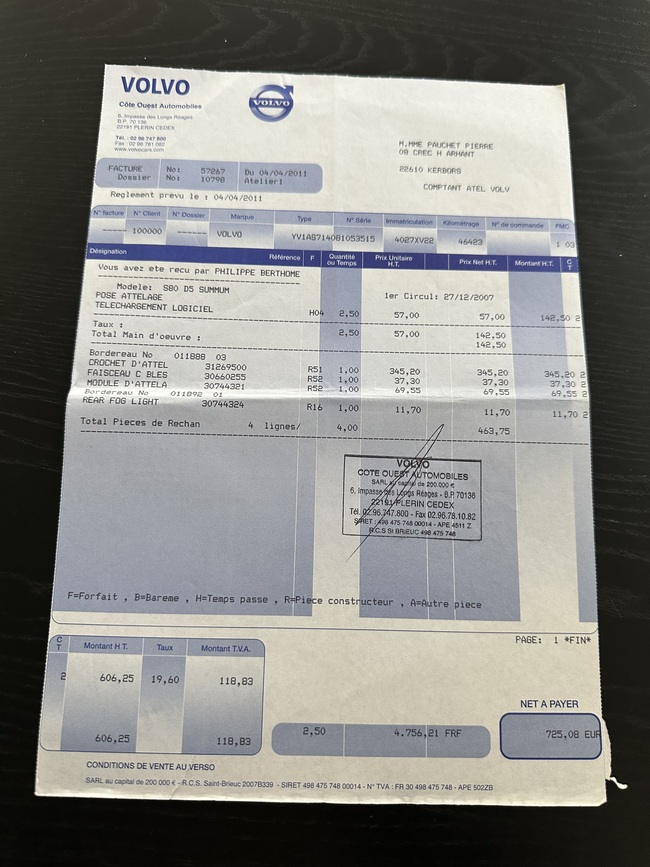 VOLVO
Côte Ouest Automobiles
6, Impasse des Longs Réages
B.P. 70 136
22191 PLERIN CEDEX
Tél. : 02 96 747 800
Fax : 02 96 781 082
www.volvocars.com
VOLVO
M.MME PAUCHET PIERRE
08 CREC H ARHANT
22610 KERBORS
COMPTANT ATEL VOLV
FACTURE No: 57267 Du 04/04/2011
Dossier No: 10798 Atelier1
Reglement prevu le : 04/04/2011
N° facture N° Client N° Dossier Marque Type N° Série Immatriculation Kilométrage N° de commande PMC
------ 100000 ------ VOLVO YV1AS714081053515 4027XV22 46423 1 03
Désignation Référence F Quantité ou Temps Prix Unitaire H.T. Prix Net H.T. Montant H.T. C T
Vous avez ete recu par PHILIPPE BERTHOME
Modele: S80 D5 SUMMUM 1er Circul: 27/12/2007
POSE ATTELAGE
TELECHARGEMENT LOGICIEL H04 2,50 57,00 57,00 142,50 2
Taux : 2,50 57,00 142,50
Total Main d'oeuvre : 142,50
Bordereau No 011888 03
CROCHET D'ATTEL 31269500 R51 1,00 345,20 345,20 345,20 2
FAISCEAU C BLES 30660255 R52 1,00 37,30 37,30 37,30 2
MODULE D'ATTELA 30744321 R52 1,00 69,55 69,55 69,55 2
Bordereau No 011892 01
REAR FOG LIGHT 30744324 R16 1,00 11,70 11,70 11,70 2
Total Pieces de Rechan 4 lignes/ 4,00 463,75
VOLVO
COTE OUEST AUTOMOBILES
SARL au capital de 200.000 €
6, Impasse des Longs Réages - B.P. 70136
22191 PLERIN CEDEX
Tél. 02.96.747.800 - Fax 02.96.78.10.82
SIRET : 498 475 748 00014 - APE 4511 Z
R.C.S St BRIEUC 498 475 748
F=Forfait , B=Bareme , H=Temps passe , R=Piece constructeur , A=Autre piece
PAGE: 1 *FIN*
C T Montant H.T. Taux Montant T.V.A.
2 606,25 19,60 118,83
NET A PAYER
606,25 118,83 2,50 4.756,21 FRF 725,08 EUR
CONDITIONS DE VENTE AU VERSO
SARL au capital de 200 000 € - R.C.S. Saint-Brieuc 2007B339 - SIRET 498 475 748 00014 - N° TVA : FR 30 498 475 748 - APE 502ZB